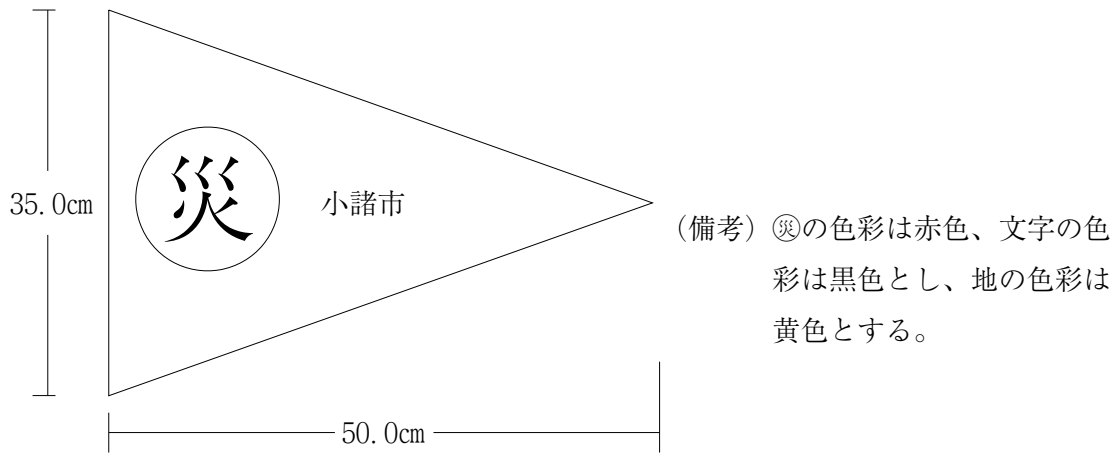 災
小諸市
35.0㎝
50.0㎝
(備考)㊋の色彩は赤色、文字の色
彩は黒色とし、地の色彩は
黄色とする。